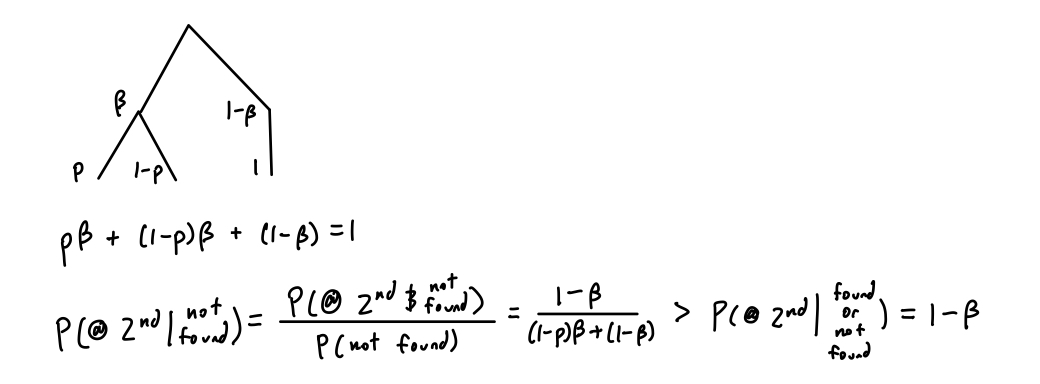 β 1-β
p 1-p 1
pβ + (1-p)β + (1-β) = 1
P(@ 2nd | not found) = P(@ 2nd & not found) / P(not found) = 1-β / (1-p)β+(1-β) > P(@ 2nd | found or not found) = 1-β